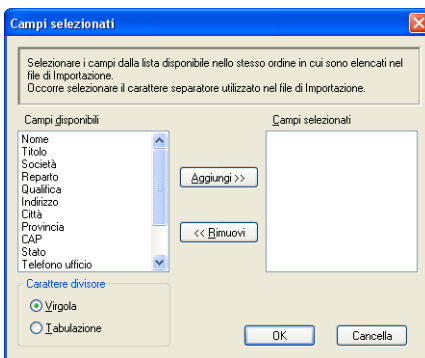 Campi selezionati
Selezionare i campi dalla lista disponibile nello stesso ordine in cui sono elencati nel
file di Importazione.
Occorre selezionare il carattere separatore utilizzato nel file di Importazione.
Campi disponibili
Campi selezionati
Nome
Titolo
Società
Reparto
Qualifica
Indirizzo
Città
Provincia
CAP
Stato
Telefono ufficio
Aggiungi >>
<< Rimuovi
Carattere divisore
Virgola
Tabulazione
OK
Cancella